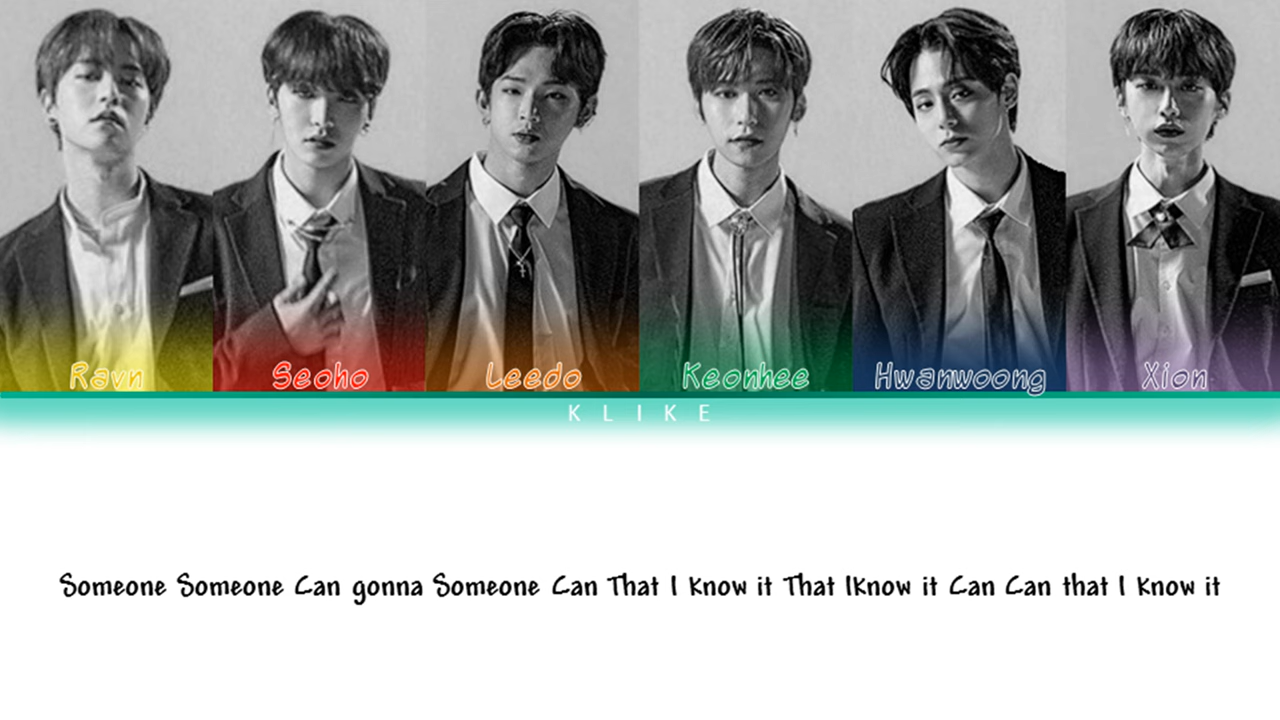 Ravn Seoho Leedo Keonhee Hwanwoong Xion
KLIKE
Someone Someone Can gonna Someone Can That I know it That IKnow it Can Can that I know it